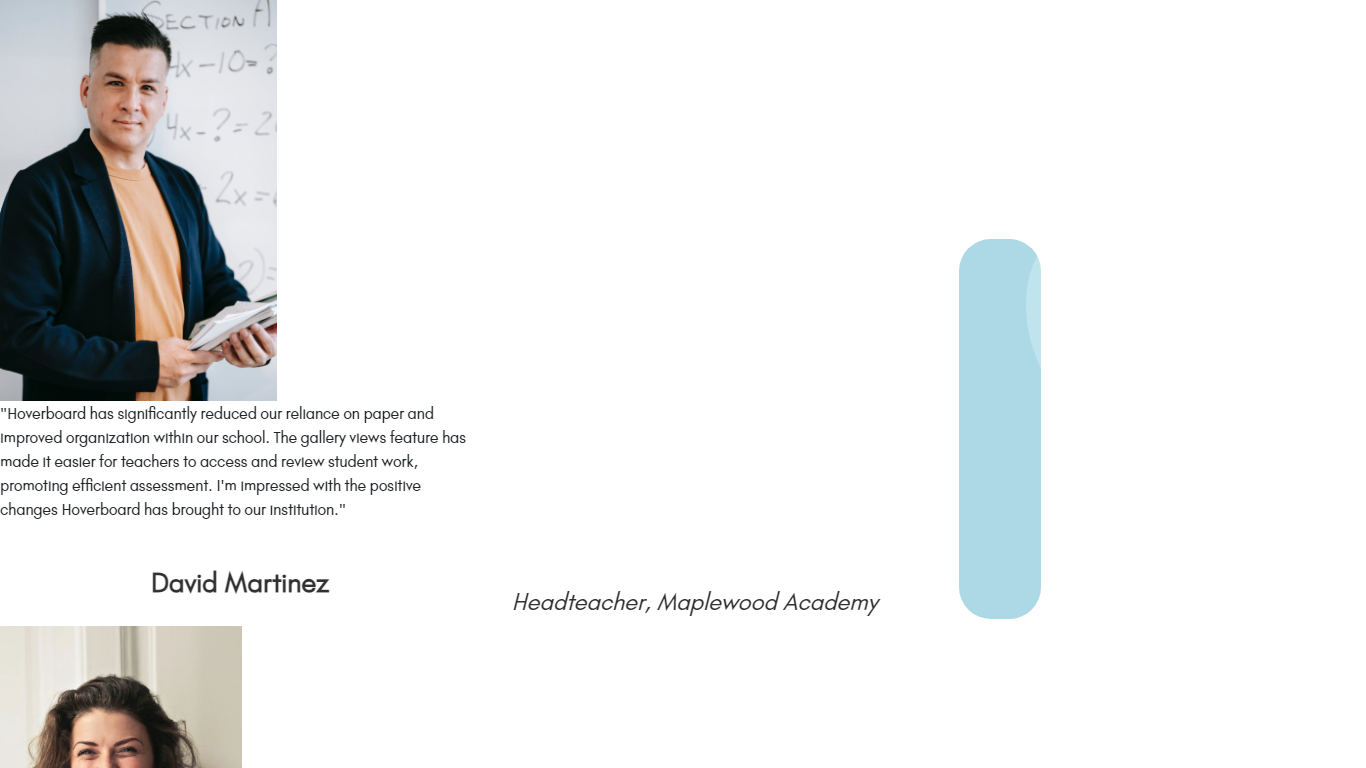 SECTION A
4x-10=?
4x-?=2
2x=
2)=
"Hoverboard has significantly reduced our reliance on paper and
improved organization within our school. The gallery views feature has
made it easier for teachers to access and review student work,
promoting efficient assessment. I'm impressed with the positive
changes Hoverboard has brought to our institution."
David Martinez
Headteacher, Maplewood Academy